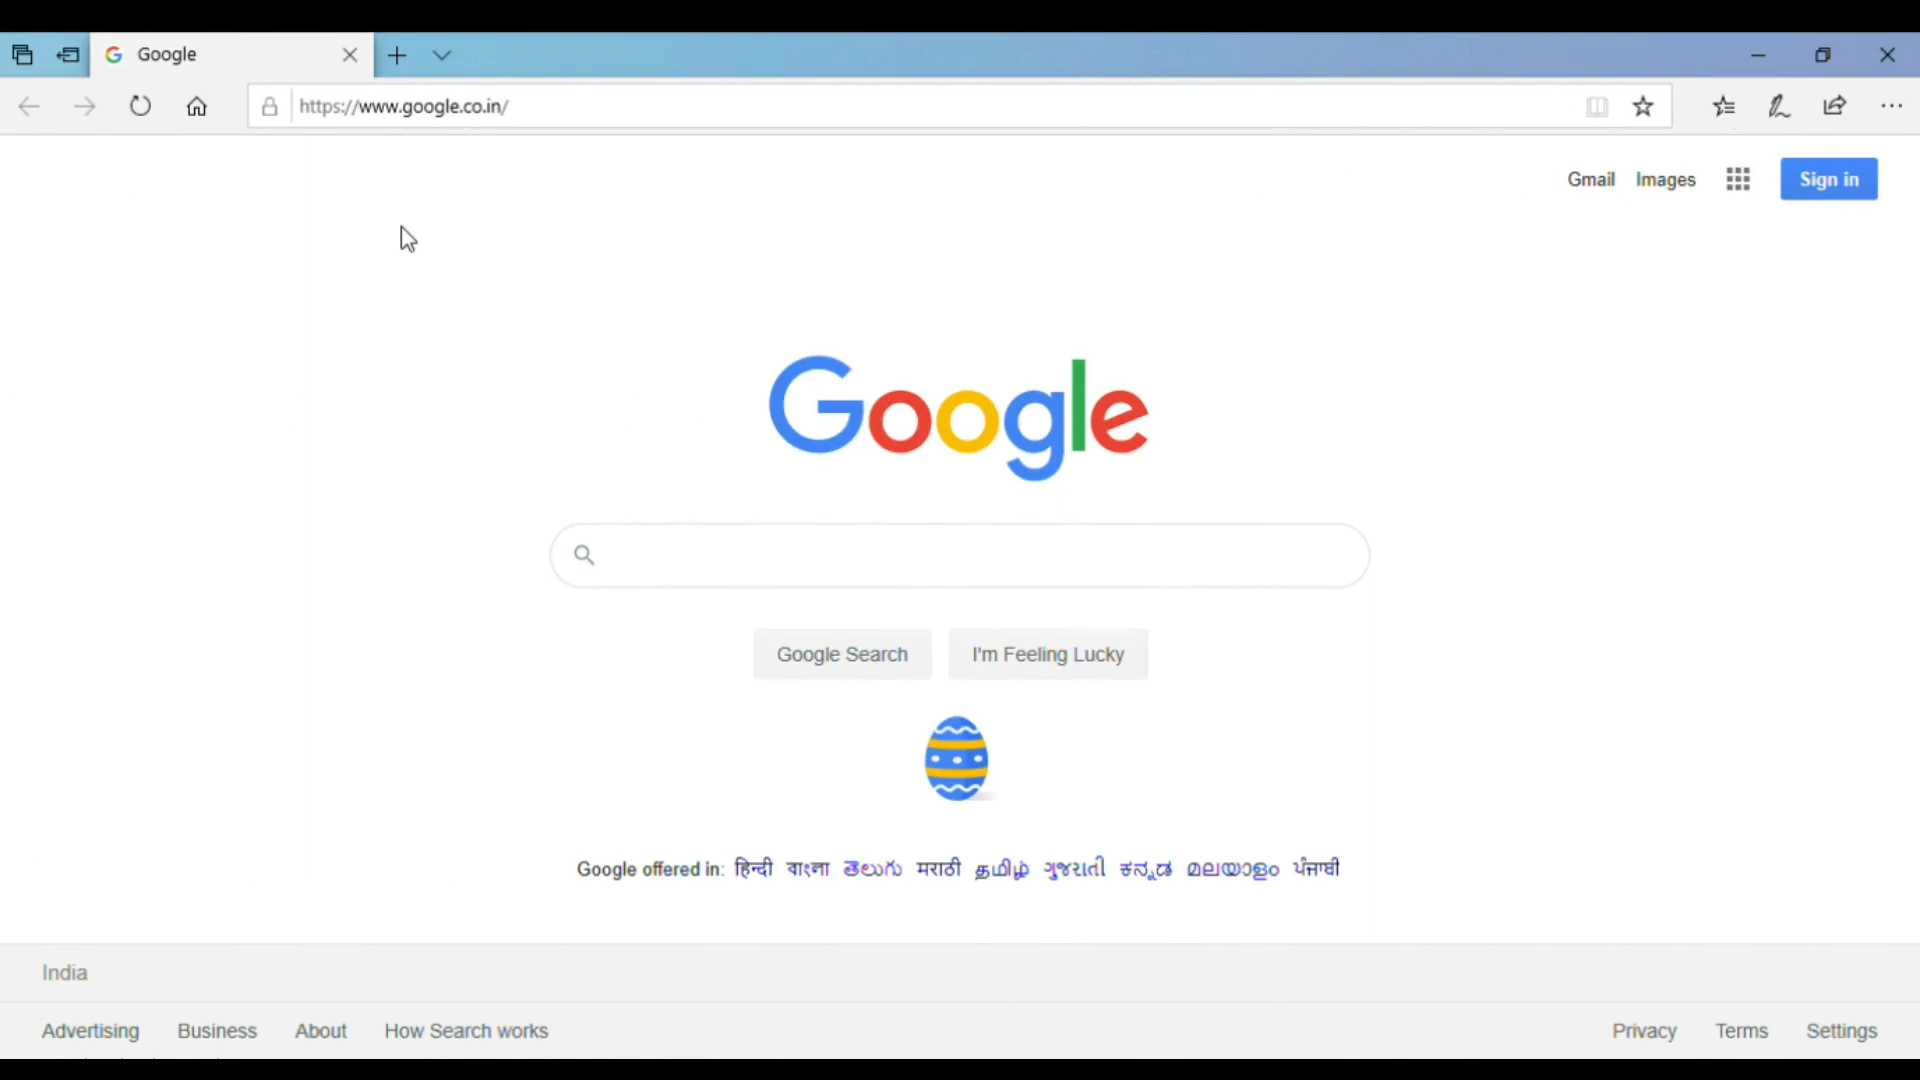 Google
https://www.google.co.in/
Gmail Images Sign in
Google
Google Search I'm Feeling Lucky
Google offered in: हिन्दी বাংলা తెలుగు मराठी தமிழ் ગુજરાતી ಕನ್ನಡ മലയാളം ਪੰਜਾਬੀ
India
Advertising Business About How Search works Privacy Terms Settings